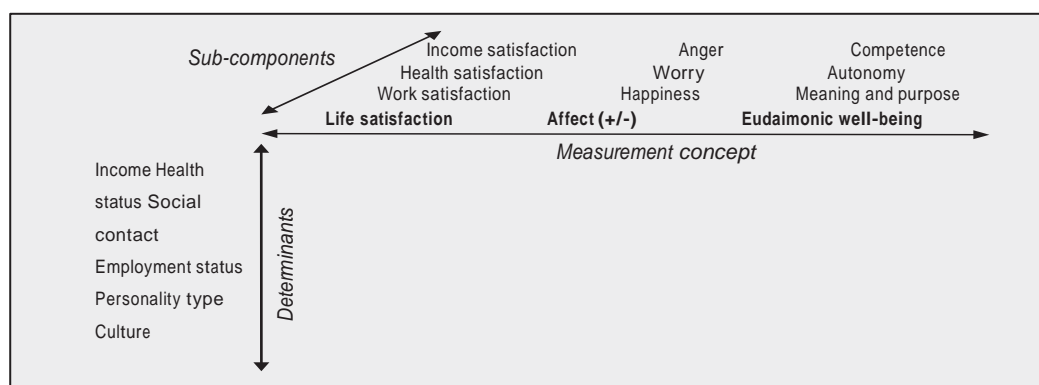 Sub-components
Income satisfaction Anger Competence
Health satisfaction Worry Autonomy
Work satisfaction Happiness Meaning and purpose
Life satisfaction Affect (+/-) Eudaimonic well-being
Measurement concept
Income Health
status Social
contact
Employment status
Personality type
Culture
Determinants